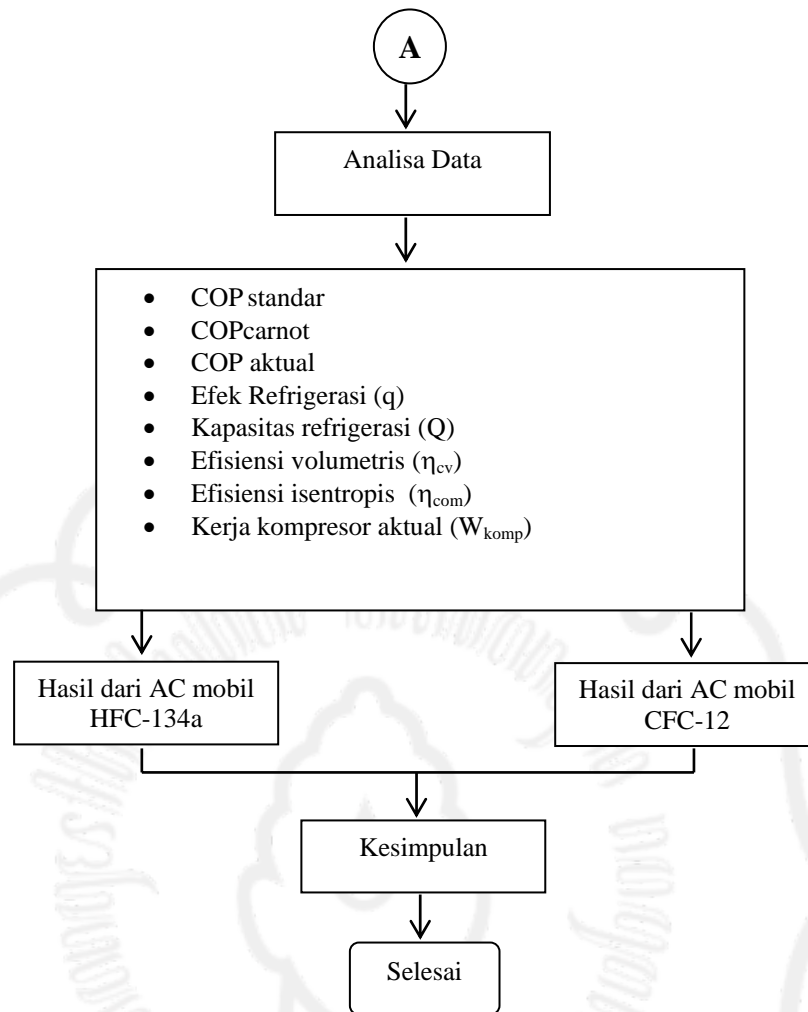 A
Analisa Data
• COP standar
• COPcarnot
• COP aktual
• Efek Refrigerasi (q)
• Kapasitas refrigerasi (Q)
• Efisiensi volumetris (ηcv)
• Efisiensi isentropis (ηcom)
• Kerja kompresor aktual (Wkomp)
Hasil dari AC mobil
HFC-134a
Hasil dari AC mobil
CFC-12
Kesimpulan
Selesai